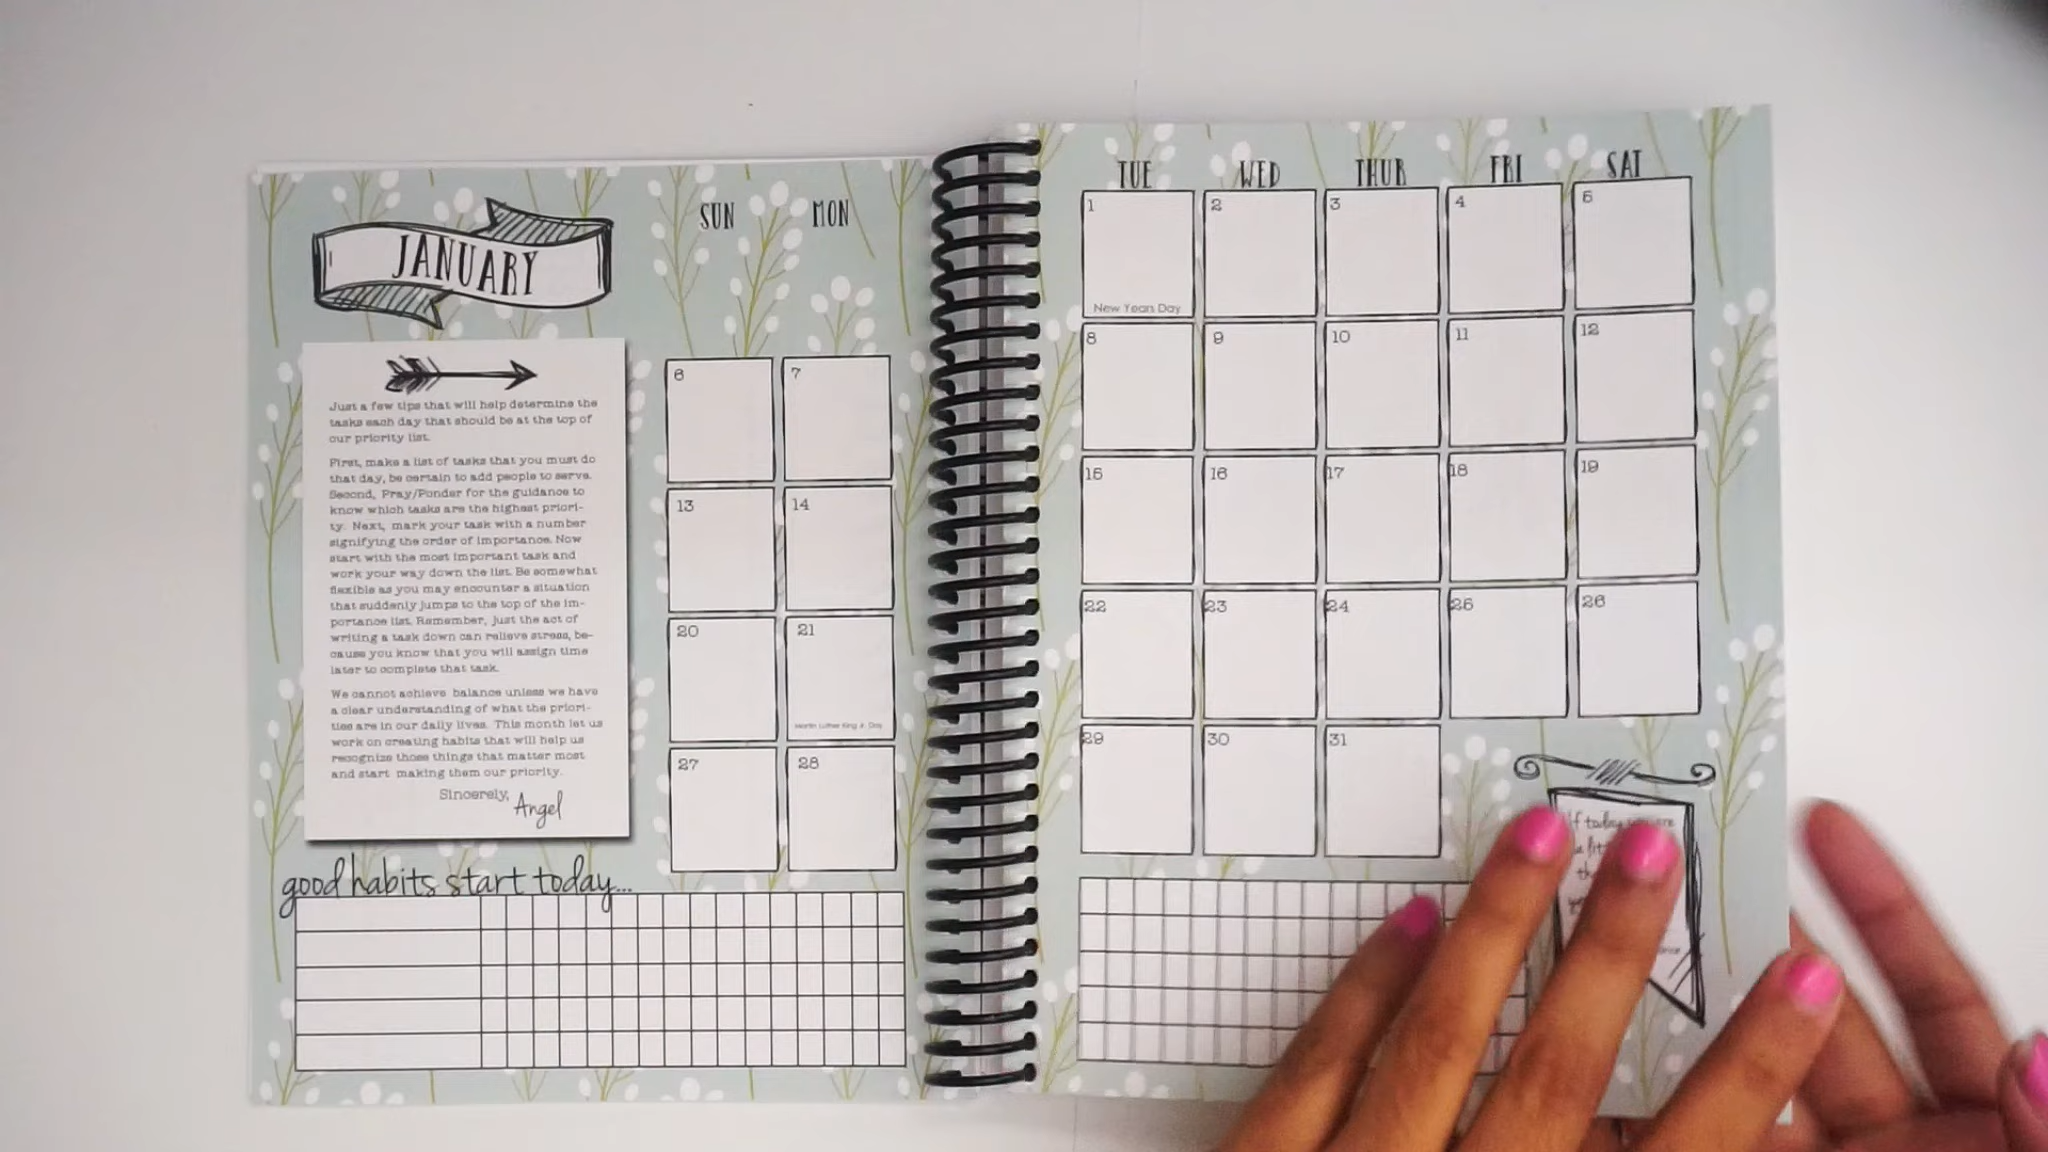 JANUARY
SUN MON
Just a few tips that will help determine the
tasks each day that should be at the top of
our priority list.
First, make a list of tasks that you must do
that day, be certain to add people to serve.
Second, Pray/Ponder for the guidance to
know which tasks are the highest priori-
ty. Next, mark your task with a number
signifying the order of importance. Now
start with the most important task and
work your way down the list. Be somewhat
flexible as you may encounter a situation
that suddenly jumps to the top of the im-
portance list. Remember, just the act of
writing a task down can relieve stress, be-
cause you know that you will assign time
later to complete that task.
We cannot achieve balance unless we have
a clear understanding of what the priori-
ties are in our daily lives. This month let us
work on creating habits that will help us
recognize those things that matter most
and start making them our priority.
Sincerely,
Angel
6 7
13 14
20 21
Martin Luther King Jr. Day
27 28
good habits start today...
TUE WED THUR FRI SAT
1 2 3 4 5
New Years Day
8 9 10 11 12
15 16 17 18 19
22 23 24 25 26
29 30 31
If today
a lit